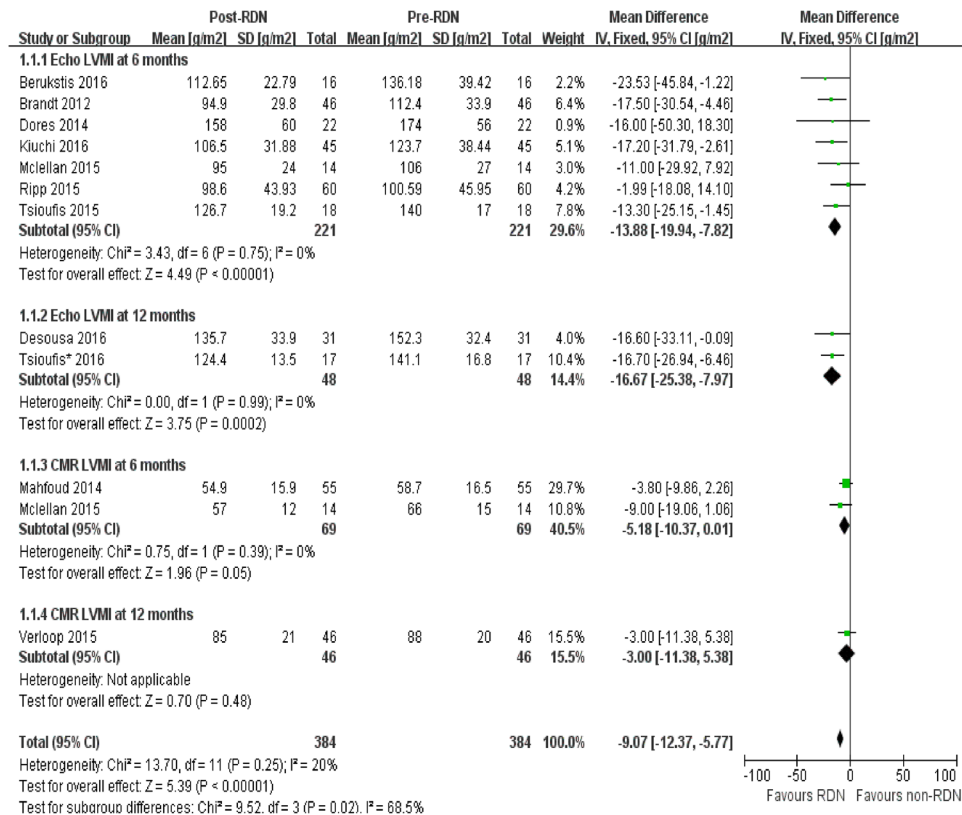 Post-RDN Pre-RDN Mean Difference Mean Difference
Study or Subgroup Mean [g/m2] SD [g/m2] Total Mean [g/m2] SD [g/m2] Total Weight IV, Fixed, 95% CI [g/m2] IV, Fixed, 95% CI [g/m2]
1.1.1 Echo LVMI at 6 months
Berukstis 2016 112.65 22.79 16 136.18 39.42 16 2.2% -23.53 [-45.84, -1.22]
Brandt 2012 94.9 29.8 46 112.4 33.9 46 6.4% -17.50 [-30.54, -4.46]
Dores 2014 158 60 22 174 56 22 0.9% -16.00 [-50.30, 18.30]
Kiuchi 2016 106.5 31.88 45 123.7 38.44 45 5.1% -17.20 [-31.79, -2.61]
Mclellan 2015 95 24 14 106 27 14 3.0% -11.00 [-29.92, 7.92]
Ripp 2015 98.6 43.93 60 100.59 45.95 60 4.2% -1.99 [-18.08, 14.10]
Tsioufis 2015 126.7 19.2 18 140 17 18 7.8% -13.30 [-25.15, -1.45]
Subtotal (95% CI) 221 221 29.6% -13.88 [-19.94, -7.82]
Heterogeneity: Chi² = 3.43, df = 6 (P = 0.75); I² = 0%
Test for overall effect: Z = 4.49 (P < 0.00001)
1.1.2 Echo LVMI at 12 months
Desousa 2016 135.7 33.9 31 152.3 32.4 31 4.0% -16.60 [-33.11, -0.09]
Tsioufis* 2016 124.4 13.5 17 141.1 16.8 17 10.4% -16.70 [-26.94, -6.46]
Subtotal (95% CI) 48 48 14.4% -16.67 [-25.38, -7.97]
Heterogeneity: Chi² = 0.00, df = 1 (P = 0.99); I² = 0%
Test for overall effect: Z = 3.75 (P = 0.0002)
1.1.3 CMR LVMI at 6 months
Mahfoud 2014 54.9 15.9 55 58.7 16.5 55 29.7% -3.80 [-9.86, 2.26]
Mclellan 2015 57 12 14 66 15 14 10.8% -9.00 [-19.06, 1.06]
Subtotal (95% CI) 69 69 40.5% -5.18 [-10.37, 0.01]
Heterogeneity: Chi² = 0.75, df = 1 (P = 0.39); I² = 0%
Test for overall effect: Z = 1.96 (P = 0.05)
1.1.4 CMR LVMI at 12 months
Verloop 2015 85 21 46 88 20 46 15.5% -3.00 [-11.38, 5.38]
Subtotal (95% CI) 46 46 15.5% -3.00 [-11.38, 5.38]
Heterogeneity: Not applicable
Test for overall effect: Z = 0.70 (P = 0.48)
Total (95% CI) 384 384 100.0% -9.07 [-12.37, -5.77]
Heterogeneity: Chi² = 13.70, df = 11 (P = 0.25); I² = 20%
Test for overall effect: Z = 5.39 (P < 0.00001)
Test for subgroup differences: Chi² = 9.52, df = 3 (P = 0.02), I² = 68.5%
-100 -50 0 50 100
Favours RDN Favours non-RDN